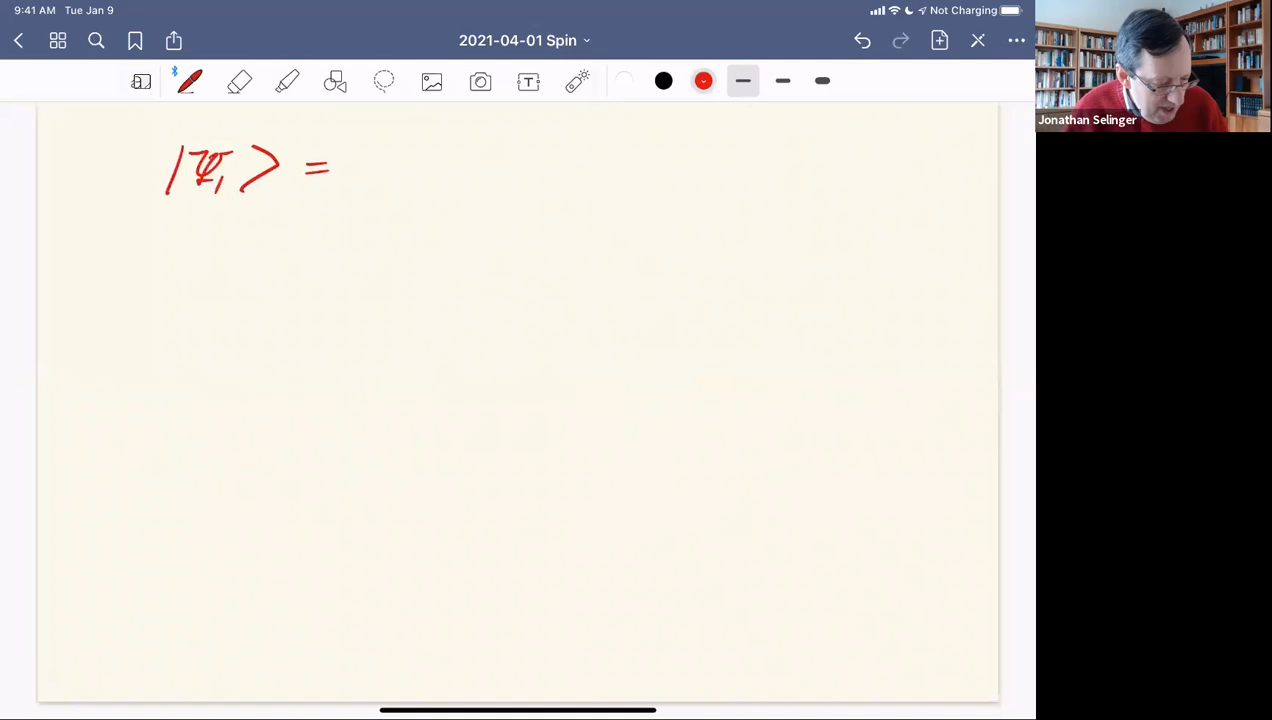 9:41 AM Tue Jan 9
Not Charging
2021-04-01 Spin
T
|Ψ₁⟩ =
Jonathan Selinger